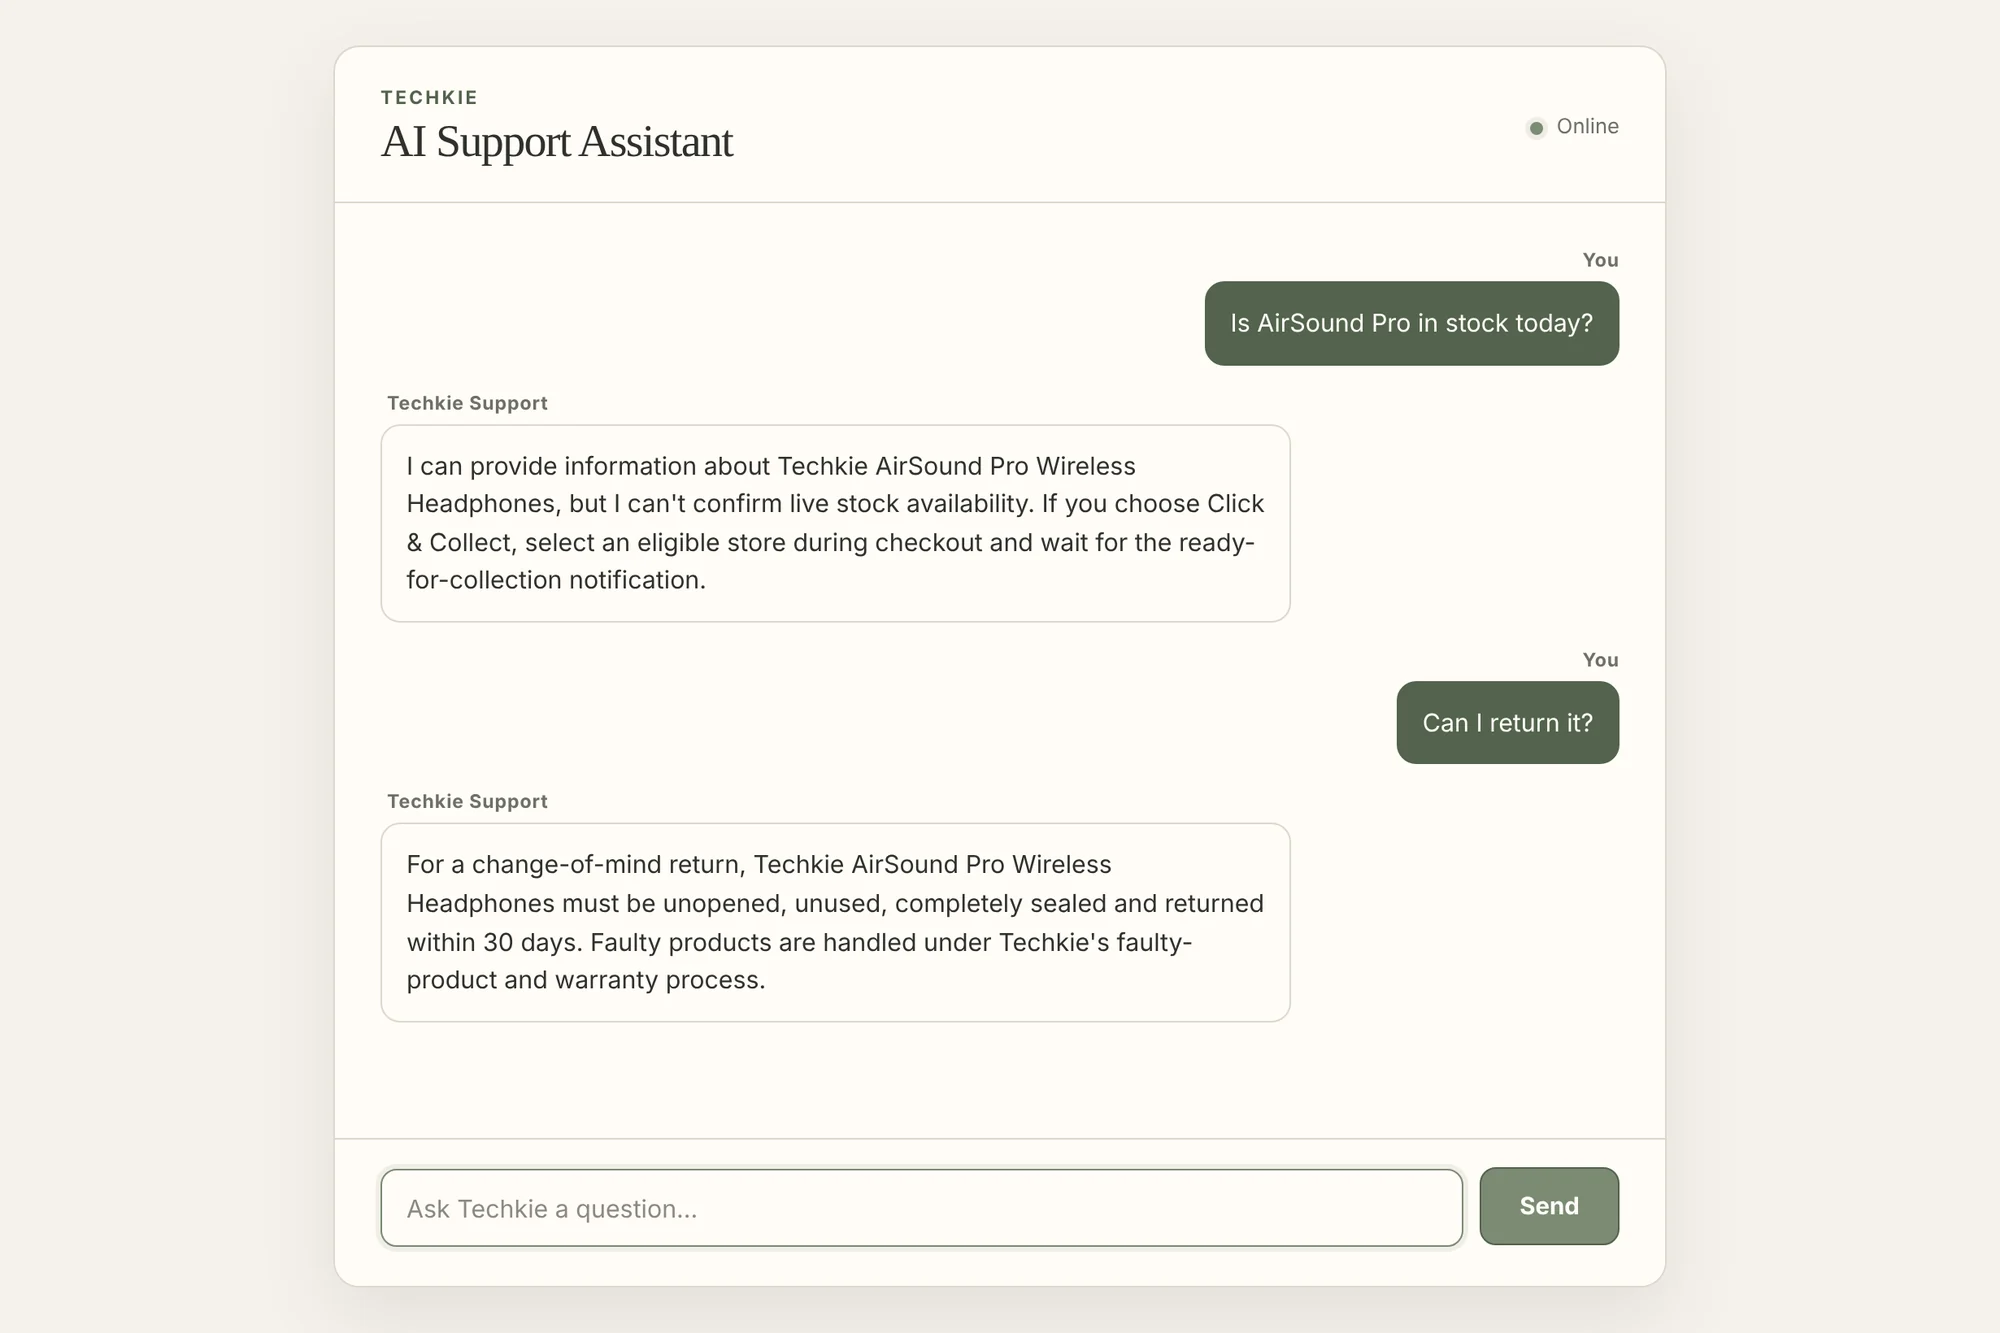 TECHKIE
AI Support Assistant
Online
You
Is AirSound Pro in stock today?
Techkie Support
I can provide information about Techkie AirSound Pro Wireless
Headphones, but I can't confirm live stock availability. If you choose Click
& Collect, select an eligible store during checkout and wait for the ready-
for-collection notification.
You
Can I return it?
Techkie Support
For a change-of-mind return, Techkie AirSound Pro Wireless
Headphones must be unopened, unused, completely sealed and returned
within 30 days. Faulty products are handled under Techkie's faulty-
product and warranty process.
Ask Techkie a question...
Send